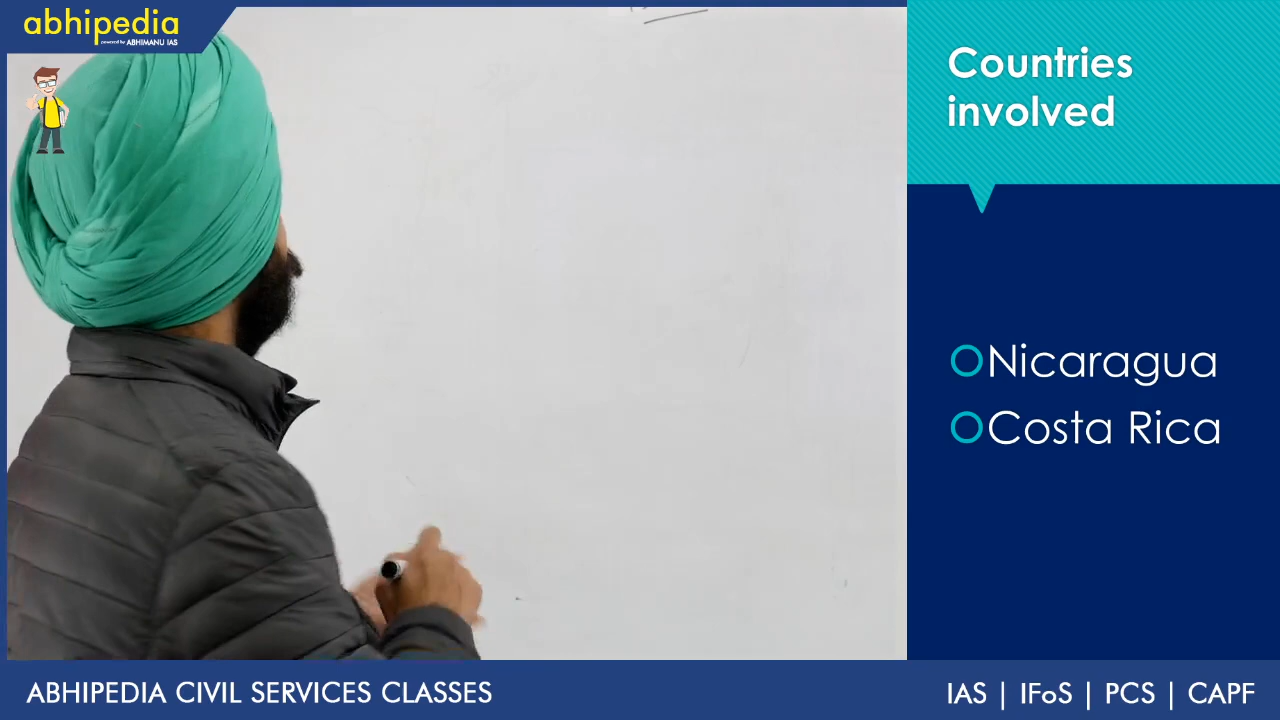 abhipedia
powered by ABHIMANU IAS
Countries
involved
Nicaragua
Costa Rica
ABHIPEDIA CIVIL SERVICES CLASSES
IAS | IFoS | PCS | CAPF